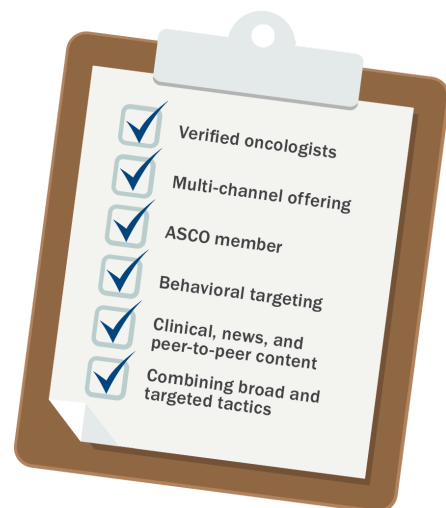 Verified oncologists
Multi-channel offering
ASCO member
Behavioral targeting
Clinical, news, and
peer-to-peer content
Combining broad and
targeted tactics